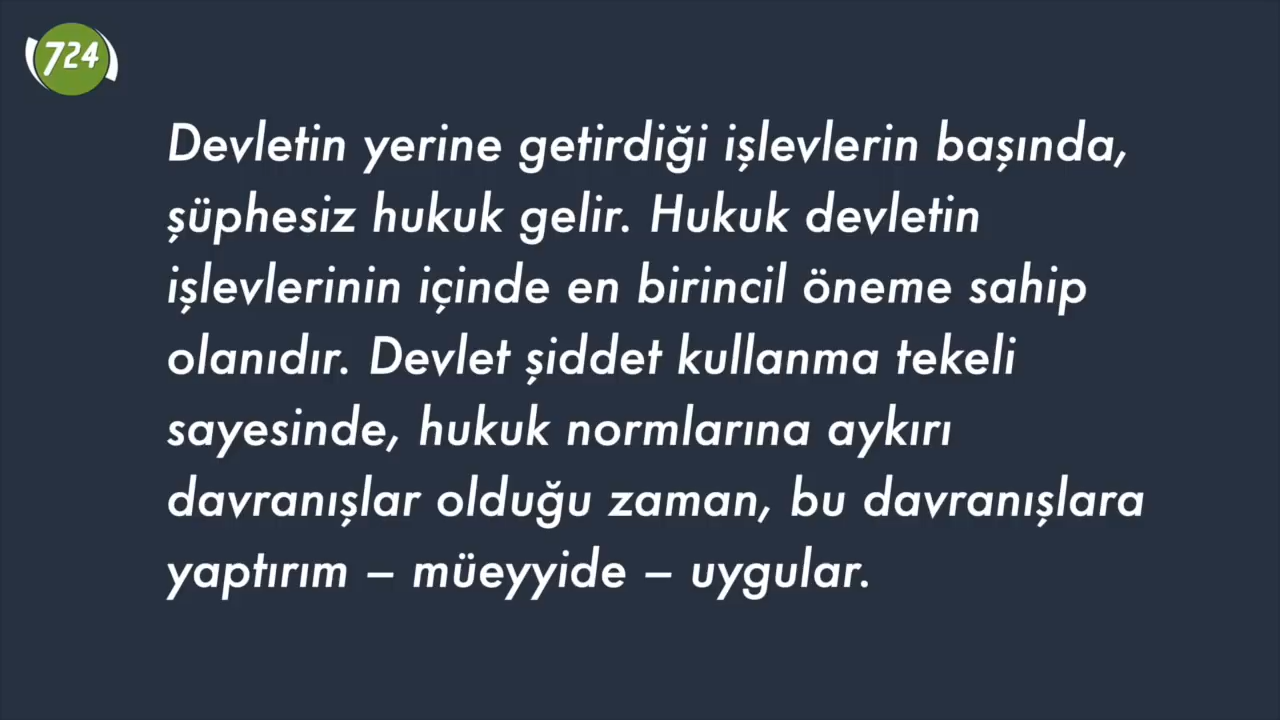 724
Devletin yerine getirdiği işlevlerin başında,
şüphesiz hukuk gelir. Hukuk devletin
işlevlerinin içinde en birincil öneme sahip
olanıdır. Devlet şiddet kullanma tekeli
sayesinde, hukuk normlarına aykırı
davranışlar olduğu zaman, bu davranışlara
yaptırım – müeyyide – uygular.